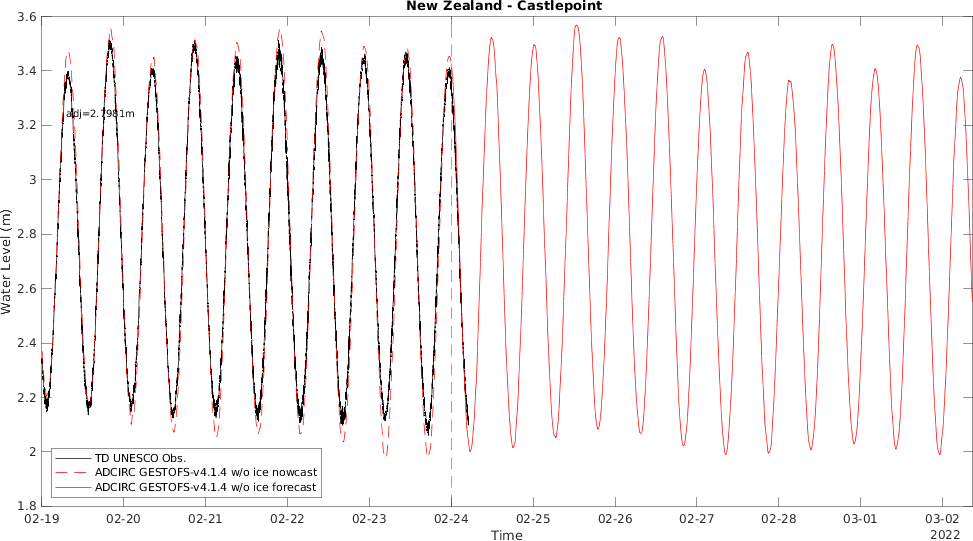 New Zealand - Castlepoint
3.6
3.4
adj=2.7981m
3.2
3
2.8
2.6
2.4
2.2
2
1.8
Water Level (m)
TD UNESCO Obs.
ADCIRC GESTOFS-v4.1.4 w/o ice nowcast
ADCIRC GESTOFS-v4.1.4 w/o ice forecast
02-19 02-20 02-21 02-22 02-23 02-24 02-25 02-26 02-27 02-28 03-01 03-02
Time 2022